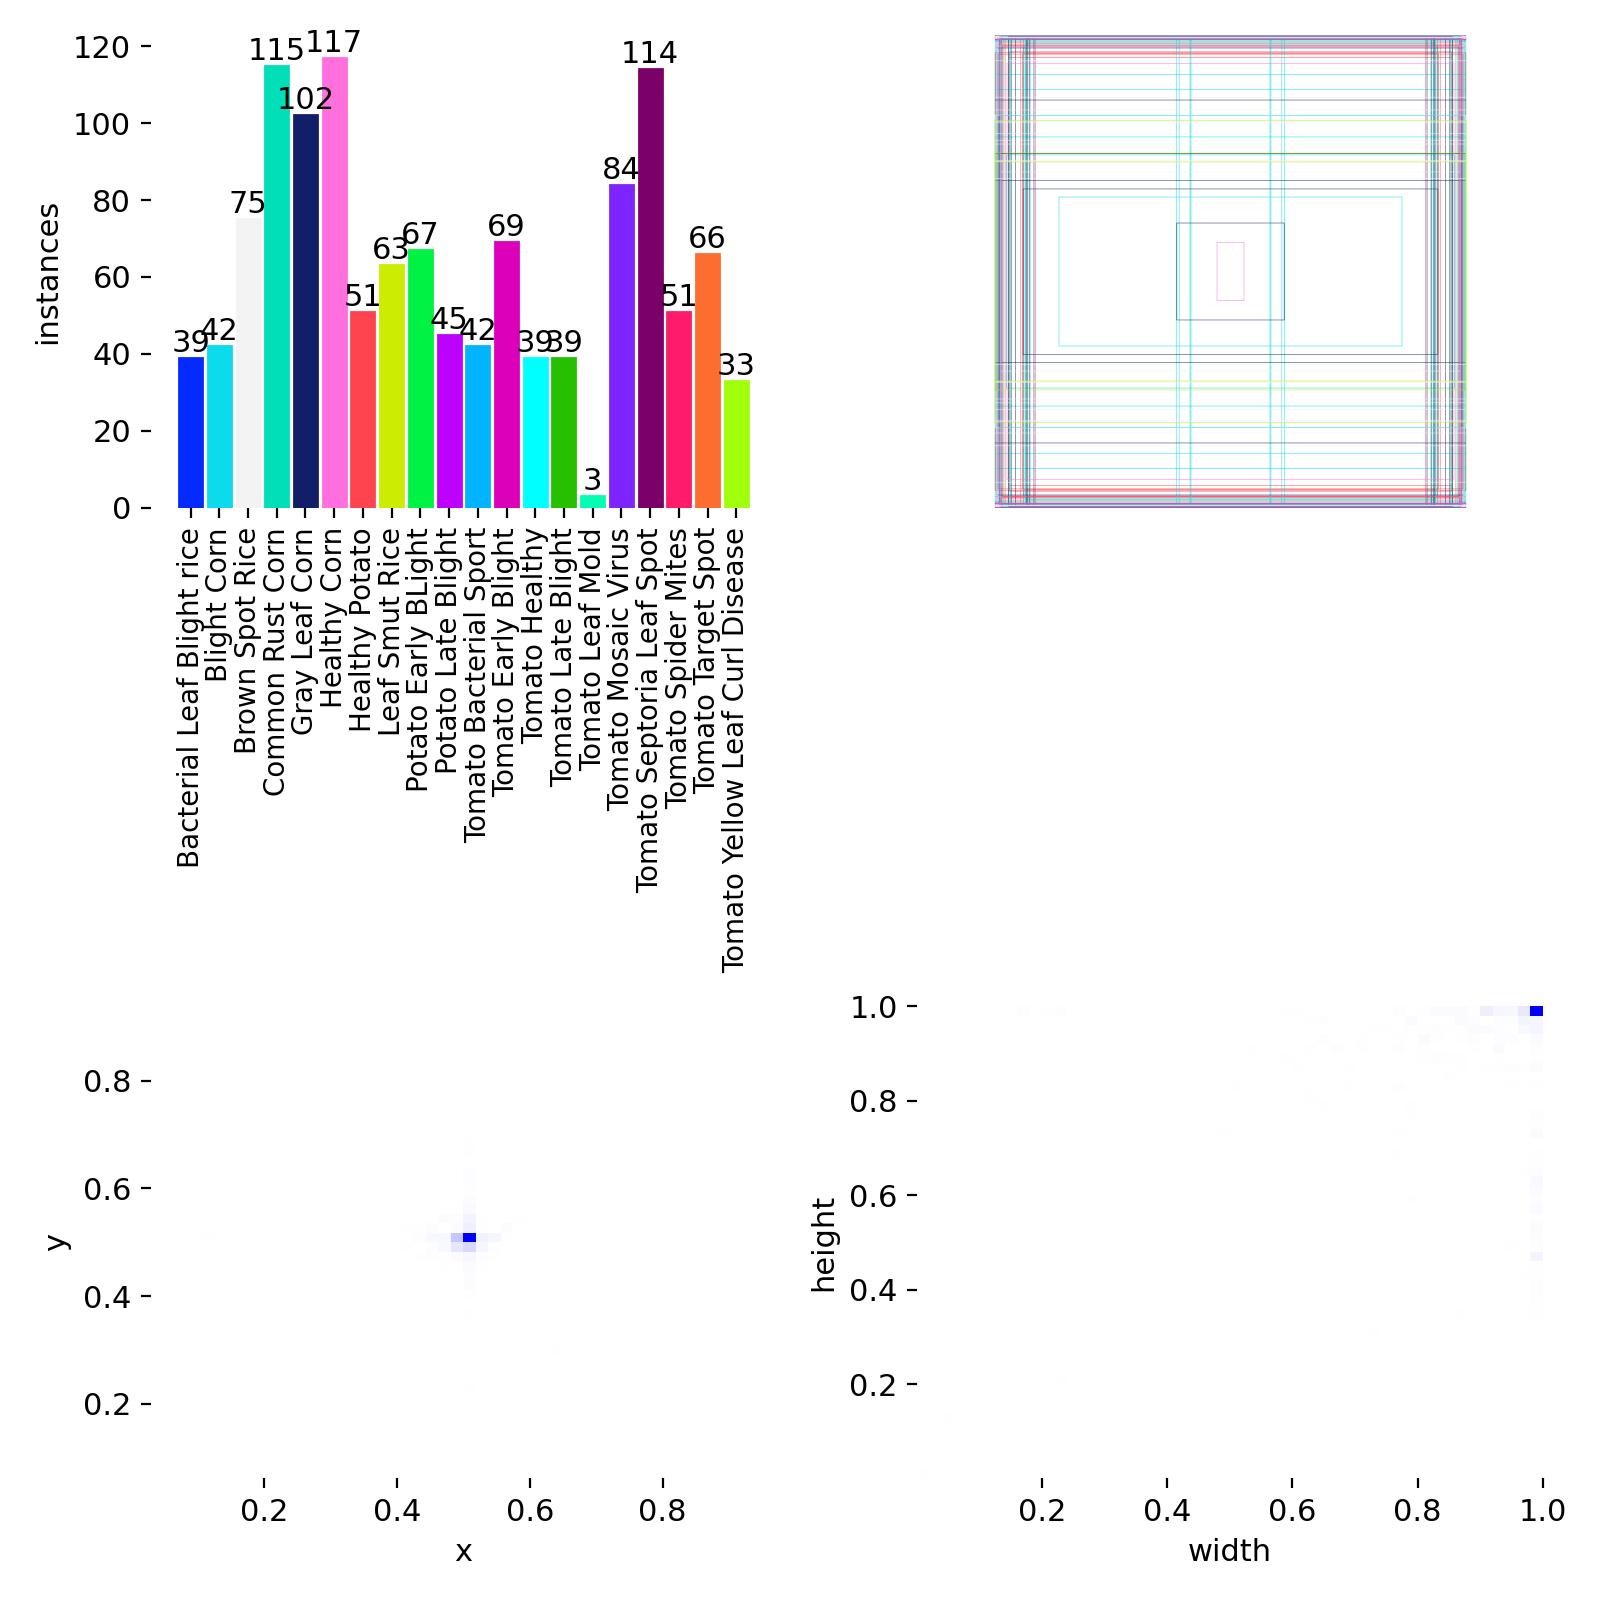 instances
120
100
80
60
40
20
0
39
42
75
115
102
117
51
63
67
45
42
69
39
39
3
84
114
51
66
33
Bacterial Leaf Blight rice
Blight Corn
Brown Spot Rice
Common Rust Corn
Gray Leaf Corn
Healthy Corn
Healthy Potato
Leaf Smut Rice
Potato Early BLight
Potato Late Blight
Tomato Bacterial Sport
Tomato Early Blight
Tomato Healthy
Tomato Late Blight
Tomato Leaf Mold
Tomato Mosaic Virus
Tomato Septoria Leaf Spot
Tomato Spider Mites
Tomato Target Spot
Tomato Yellow Leaf Curl Disease
y
0.8
0.6
0.4
0.2
0.2 0.4 0.6 0.8
x
height
1.0
0.8
0.6
0.4
0.2
0.2 0.4 0.6 0.8 1.0
width